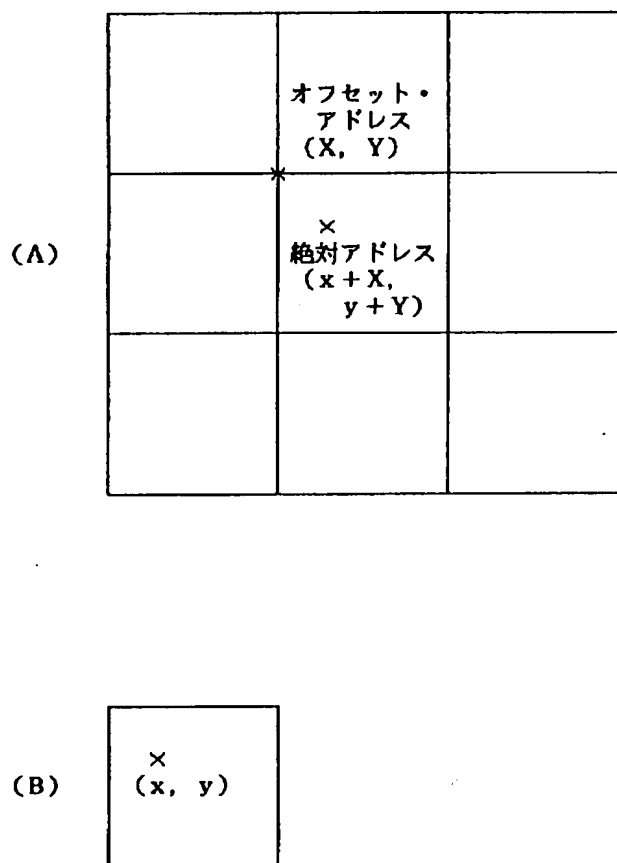 オフセット・
アドレス
(X, Y)
×
(A)
×
絶対アドレス
(x+X,
y+Y)
×
(B)
(x, y)